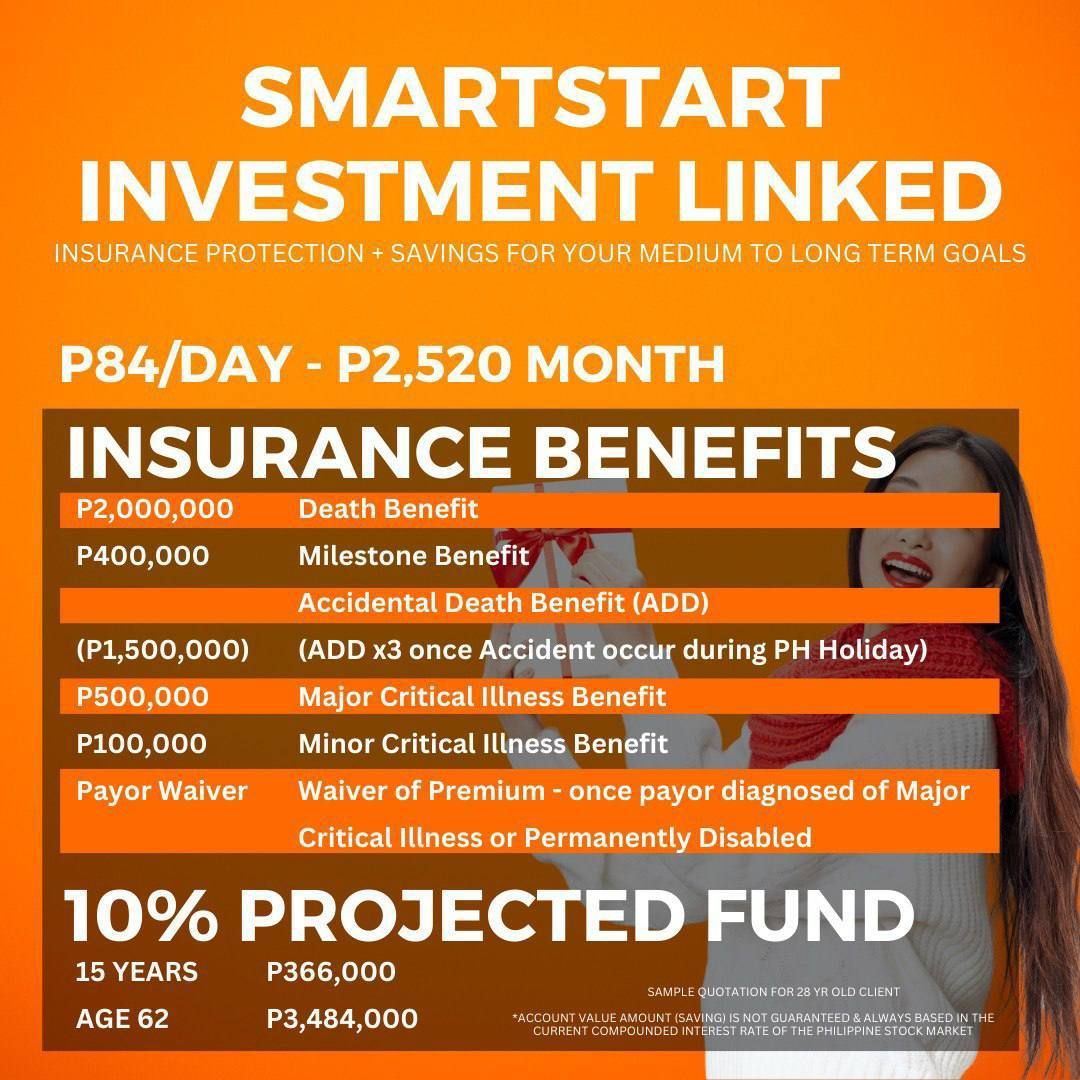 SMARTSTART
INVESTMENT LINKED
INSURANCE PROTECTION + SAVINGS FOR YOUR MEDIUM TO LONG TERM GOALS
P84/DAY - P2,520 MONTH
INSURANCE BENEFITS
P2,000,000 Death Benefit
P400,000 Milestone Benefit
Accidental Death Benefit (ADD)
(P1,500,000) (ADD x3 once Accident occur during PH Holiday)
P500,000 Major Critical Illness Benefit
P100,000 Minor Critical Illness Benefit
Payor Waiver Waiver of Premium - once payor diagnosed of Major
Critical Illness or Permanently Disabled
10% PROJECTED FUND
15 YEARS P366,000
AGE 62 P3,484,000
SAMPLE QUOTATION FOR 28 YR OLD CLIENT
*ACCOUNT VALUE AMOUNT (SAVING) IS NOT GUARANTEED & ALWAYS BASED IN THE
CURRENT COMPOUNDED INTEREST RATE OF THE PHILIPPINE STOCK MARKET